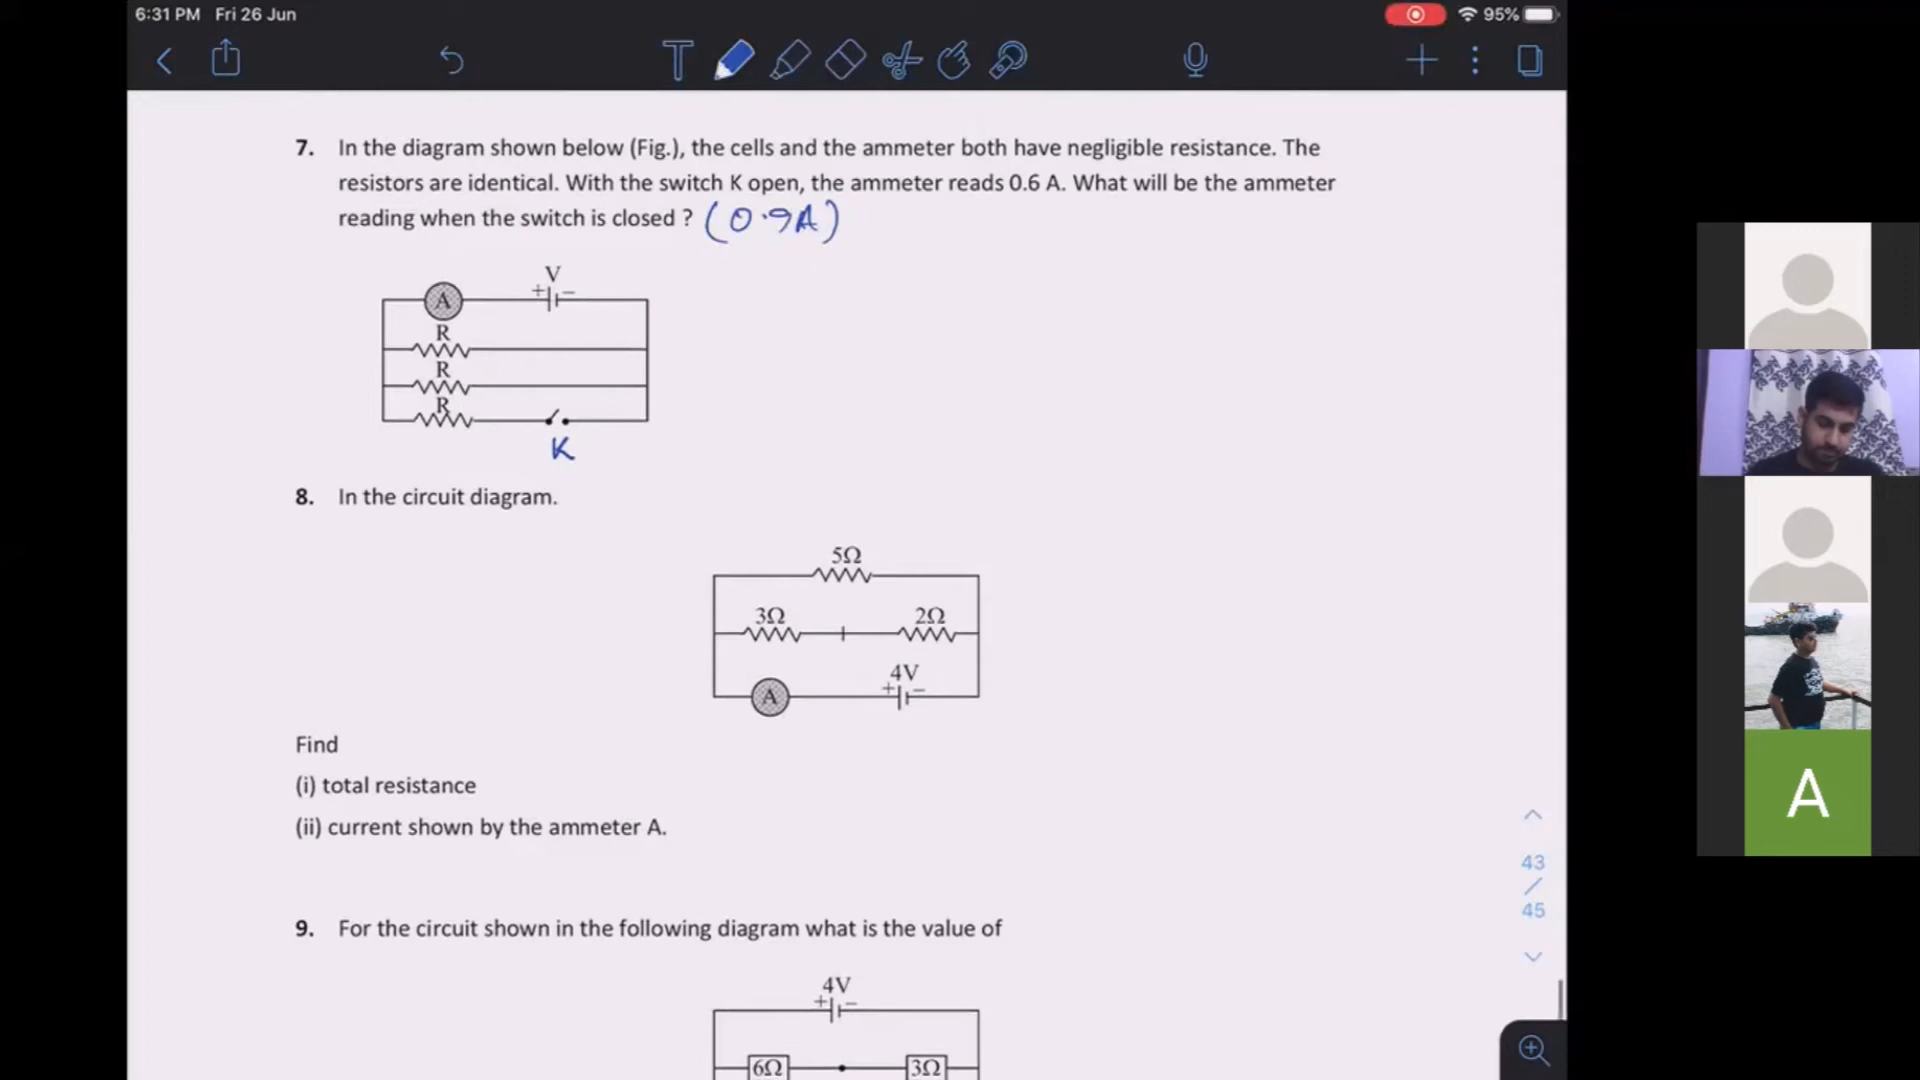 6:31 PM Fri 26 Jun
95%
T
7. In the diagram shown below (Fig.), the cells and the ammeter both have negligible resistance. The
resistors are identical. With the switch K open, the ammeter reads 0.6 A. What will be the ammeter
reading when the switch is closed ? (0.9A)
V
+ −
A
R
R
R
K
8. In the circuit diagram.
5Ω
3Ω 2Ω
4V
+ −
A
Find
(i) total resistance
(ii) current shown by the ammeter A.
43
/
45
9. For the circuit shown in the following diagram what is the value of
4V
+ −
6Ω 3Ω
A